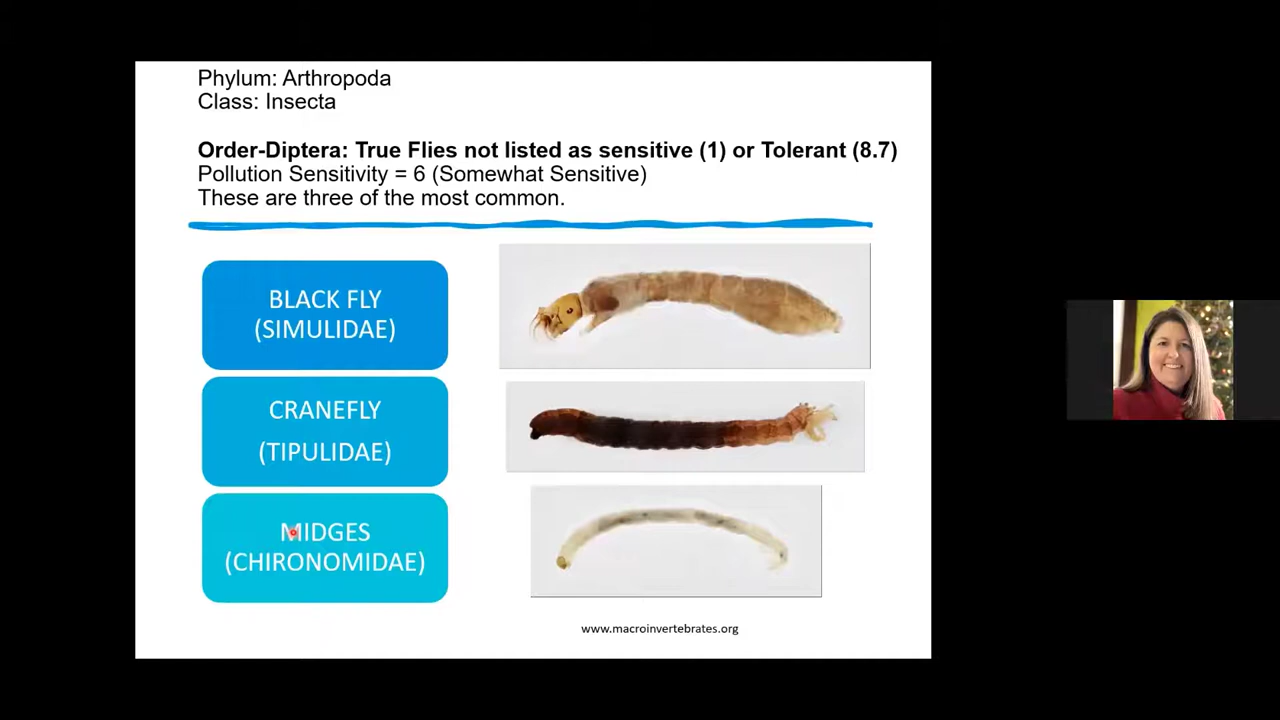 Phylum: Arthropoda
Class: Insecta
Order-Diptera: True Flies not listed as sensitive (1) or Tolerant (8.7)
Pollution Sensitivity = 6 (Somewhat Sensitive)
These are three of the most common.
BLACK FLY
(SIMULIDAE)
CRANEFLY
(TIPULIDAE)
MIDGES
(CHIRONOMIDAE)
www.macroinvertebrates.org